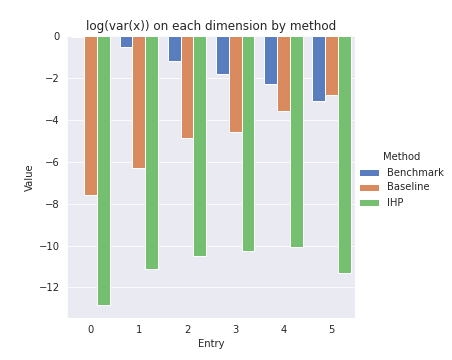 log(var(x)) on each dimension by method
0
−2
−4
−6
−8
−10
−12
Value
0 1 2 3 4 5
Entry
Method
Benchmark
Baseline
IHP